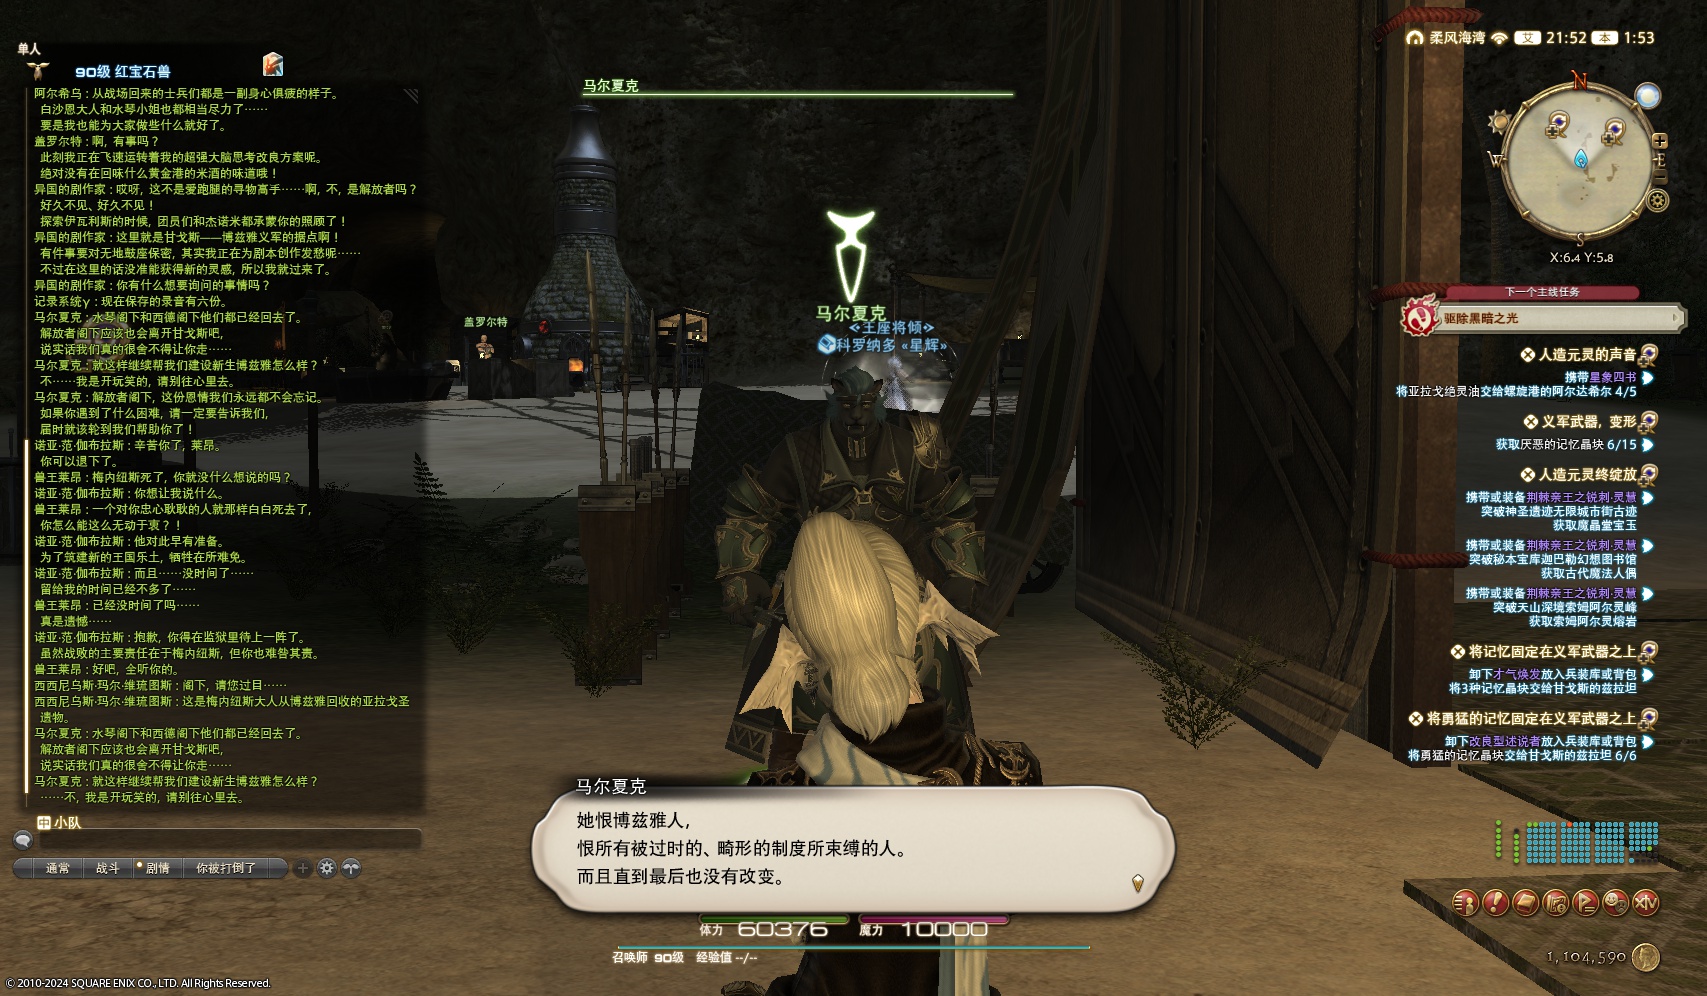 单人
90级 红宝石兽
阿尔希乌：从战场回来的士兵们都是一副身心俱疲的样子。
白沙恩大人和水琴小姐也都相当尽力了……
要是我也能为大家做些什么就好了。
盖罗尔特：啊，有事吗？
此刻我正在飞速运转着我的超强大脑思考改良方案呢。
绝对没有在回味什么黄金港的米酒的味道哦！
异国的剧作家：哎呀，这不是爱跑腿的寻物高手……啊，不，是解放者吗？
好久不见、好久不见！
探索伊瓦利斯的时候，团员们和杰诺米都承蒙你的照顾了！
异国的剧作家：这里就是甘戈斯——博兹雅义军的据点啊！
有件事要对无地鼓座保密，其实我正在为剧本创作发愁呢……
不过在这里的话没准能获得新的灵感，所以我就过来了。
异国的剧作家：你有什么想要询问的事情吗？
记录系统γ：现在保存的录音有六份。
马尔夏克：水琴阁下和西德阁下他们都已经回去了。
解放者阁下应该也会离开甘戈斯吧，
说实话我们真的很舍不得让你走……
马尔夏克：就这样继续帮我们建设新生博兹雅怎么样？
不……我是开玩笑的，请别往心里去。
马尔夏克：解放者阁下，这份恩情我们永远都不会忘记。
如果你遇到了什么困难，请一定要告诉我们，
届时就该轮到我们帮助你了！
诺亚·范·伽布拉斯：辛苦你了，莱昂。
你可以退下了。
兽王莱昂：梅内纽斯死了，你就没什么想说的吗？
诺亚·范·伽布拉斯：你想让我说什么。
兽王莱昂：一个对你忠心耿耿的人就那样白白死去了，
你怎么能这么无动于衷？！
诺亚·范·伽布拉斯：他对此早有准备。
为了筑建新的王国乐土，牺牲在所难免。
诺亚·范·伽布拉斯：而且……没时间了……
留给我的时间已经不多了……
兽王莱昂：已经没时间了吗……
真是遗憾……
诺亚·范·伽布拉斯：抱歉，你得在监狱里待上一阵了。
虽然战败的主要责任在于梅内纽斯，但你也难咎其责。
兽王莱昂：好吧，全听你的。
西西尼乌斯·玛尔·维琉图斯：阁下，请您过目……
西西尼乌斯·玛尔·维琉图斯：这是梅内纽斯大人从博兹雅回收的亚拉戈圣
遗物。
马尔夏克：水琴阁下和西德阁下他们都已经回去了。
解放者阁下应该也会离开甘戈斯吧，
说实话我们真的很舍不得让你走……
马尔夏克：就这样继续帮我们建设新生博兹雅怎么样？
……不，我是开玩笑的，请别往心里去。
小队
通常 战斗 剧情 你被打倒了
© 2010-2024 SQUARE ENIX CO., LTD. All Rights Reserved.
马尔夏克
盖罗尔特
马尔夏克
«王座将倾»
科罗纳多 «星辉»
马尔夏克
她恨博兹雅人，
恨所有被过时的、畸形的制度所束缚的人。
而且直到最后也没有改变。
体力 60376 魔力 10000
召唤师 90级 经验值 --/--
柔风海湾 艾 21:52 本 1:53
N
W
E
S
X:6.4 Y:5.8
下一个主线任务
驱除黑暗之光
人造元灵的声音
携带星象四书
将亚拉戈绝灵油交给螺旋港的阿尔达希尔 4/5
义军武器，变形
获取厌恶的记忆晶块 6/15
人造元灵终绽放
携带或装备荆棘亲王之锐刺·灵慧
突破神圣遗迹无限城市街古迹
获取魔晶堂宝玉
携带或装备荆棘亲王之锐刺·灵慧
突破秘本宝库迦巴勒幻想图书馆
获取古代魔法人偶
携带或装备荆棘亲王之锐刺·灵慧
突破天山深境索姆阿尔灵峰
获取索姆阿尔灵熔岩
将记忆固定在义军武器之上
卸下才气焕发放入兵装库或背包
将3种记忆晶块交给甘戈斯的兹拉坦
将勇猛的记忆固定在义军武器之上
卸下改良型述说者放入兵装库或背包
将勇猛的记忆晶块交给甘戈斯的兹拉坦 6/6
XIV
1,104,590